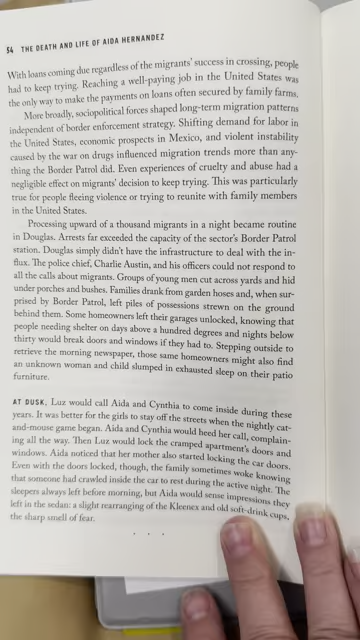 54 THE DEATH AND LIFE OF AIDA HERNANDEZ
With loans coming due regardless of the migrants' success in crossing, people
had to keep trying. Reaching a well-paying job in the United States was
the only way to make the payments on loans often secured by family farms.
More broadly, sociopolitical forces shaped long-term migration patterns
independent of border enforcement strategy. Shifting demand for labor in
the United States, economic prospects in Mexico, and violent instability
caused by the war on drugs influenced migration trends more than any-
thing the Border Patrol did. Even experiences of cruelty and abuse had a
negligible effect on migrants' decision to keep trying. This was particularly
true for people fleeing violence or trying to reunite with family members
in the United States.
Processing upward of a thousand migrants in a night became routine
in Douglas. Arrests far exceeded the capacity of the sector's Border Patrol
station. Douglas simply didn't have the infrastructure to deal with the in-
flux. The police chief, Charlie Austin, and his officers could not respond to
all the calls about migrants. Groups of young men cut across yards and hid
under porches and bushes. Families drank from garden hoses and, when sur-
prised by Border Patrol, left piles of possessions strewn on the ground
behind them. Some homeowners left their garages unlocked, knowing that
people needing shelter on days above a hundred degrees and nights below
thirty would break doors and windows if they had to. Stepping outside to
retrieve the morning newspaper, those same homeowners might also find
an unknown woman and child slumped in exhausted sleep on their patio
furniture.
AT DUSK, Luz would call Aida and Cynthia to come inside during these
years. It was better for the girls to stay off the streets when the nightly cat-
and-mouse game began. Aida and Cynthia would heed her call, complain-
ing all the way. Then Luz would lock the cramped apartment's doors and
windows. Aida noticed that her mother also started locking the car doors.
Even with the doors locked, though, the family sometimes woke knowing
that someone had crawled inside the car to rest during the active night. The
sleepers always left before morning, but Aida would sense impressions they
left in the sedan: a slight rearranging of the Kleenex and old soft-drink cups,
the sharp smell of fear.
. . .